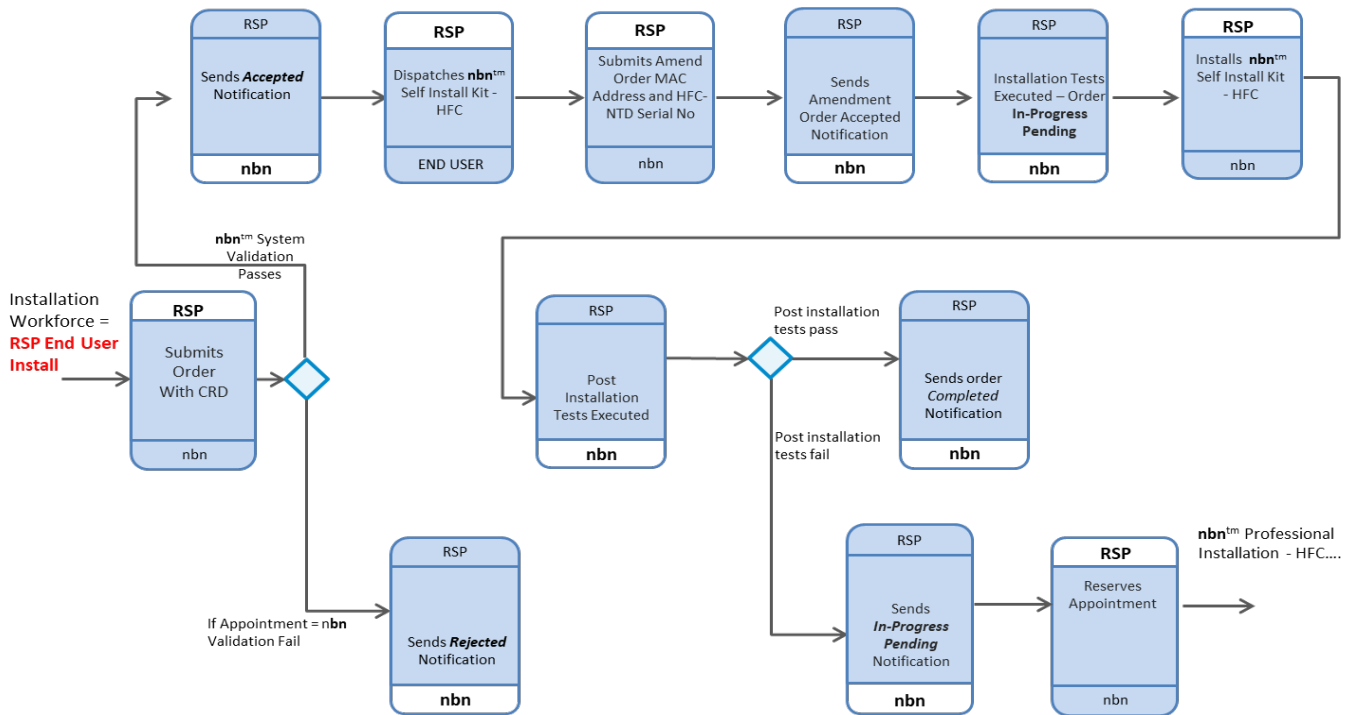 RSP
Sends Accepted
Notification
nbn
RSP
Dispatches nbn™
Self Install Kit -
HFC
END USER
RSP
Submits Amend
Order MAC
Address and HFC-
NTD Serial No
nbn
RSP
Sends
Amendment
Order Accepted
Notification
nbn
RSP
Installation Tests
Executed – Order
In-Progress
Pending
nbn
RSP
Installs nbn™
Self Install Kit
- HFC
nbn
nbn™ System
Validation
Passes
Installation
Workforce =
RSP End User
Install
RSP
Submits
Order
With CRD
nbn
If Appointment = nbn
Validation Fail
RSP
Sends Rejected
Notification
nbn
RSP
Post
Installation
Tests Executed
nbn
Post installation
tests pass
RSP
Sends order
Completed
Notification
nbn
Post installation
tests fail
RSP
Sends
In-Progress
Pending
Notification
nbn
RSP
Reserves
Appointment
nbn
nbn™ Professional
Installation - HFC....